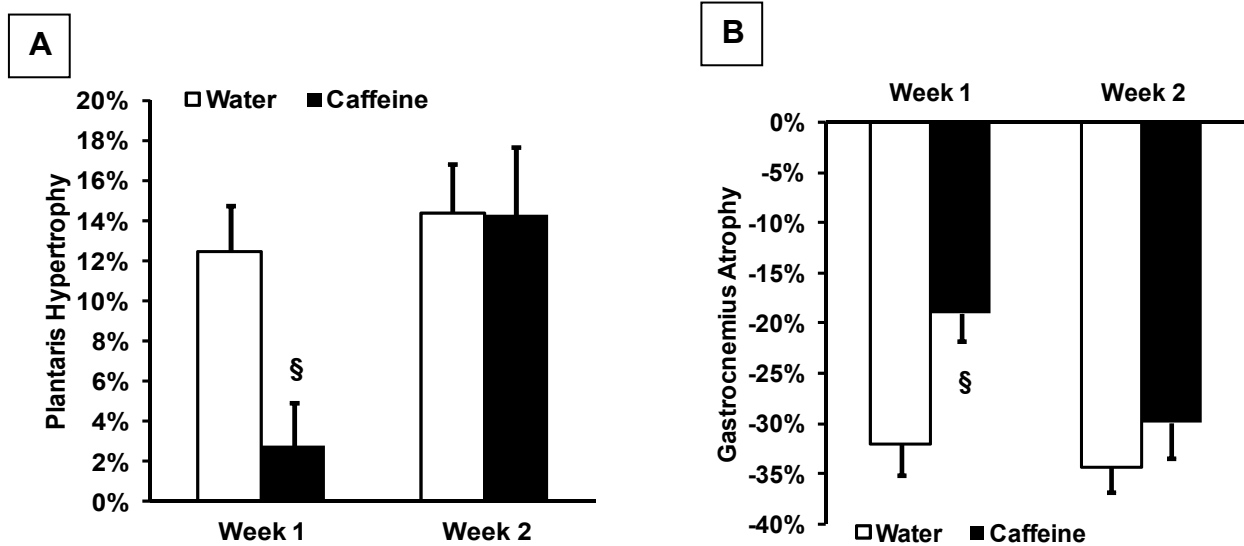 A
Plantaris Hypertrophy
Water Caffeine
20%
18%
16%
14%
12%
10%
8%
6%
4%
2%
0%
§
Week 1 Week 2
B
Gastrocnemius Atrophy
Week 1 Week 2
0%
-5%
-10%
-15%
-20%
-25%
-30%
-35%
-40%
§
Water Caffeine